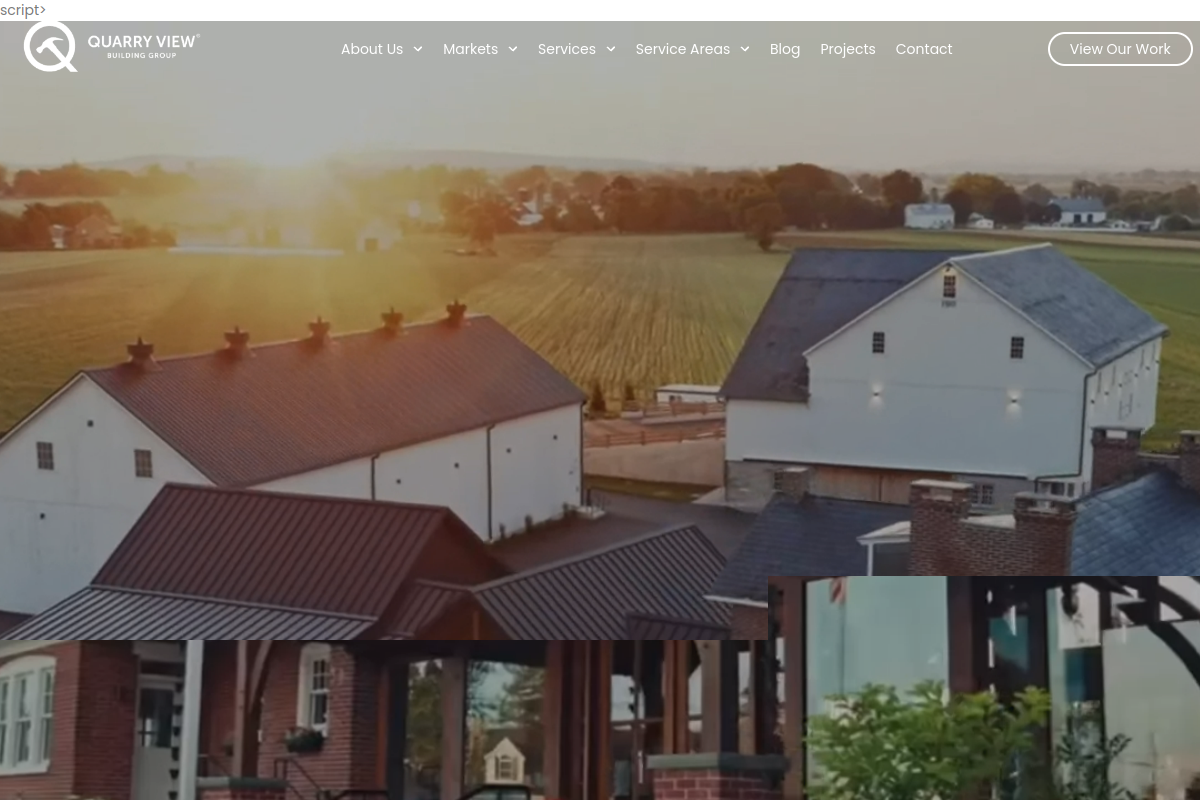 script>
QUARRY VIEW®
BUILDING GROUP
About Us
Markets
Services
Service Areas
Blog
Projects
Contact
View Our Work